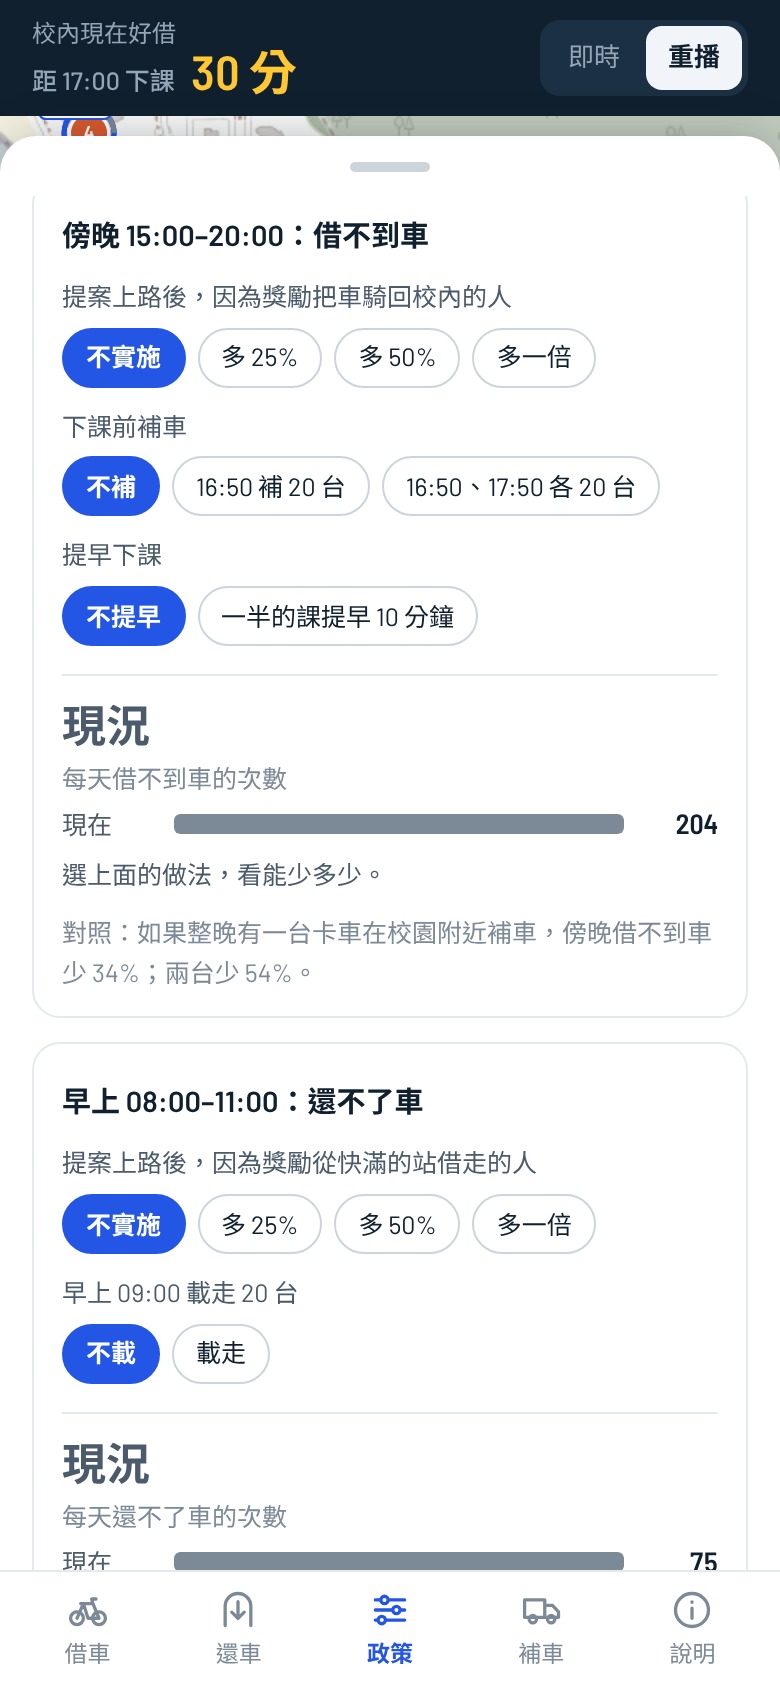 校內現在好借
距 17:00 下課 30 分
即時 重播
4
傍晚 15:00–20:00：借不到車
提案上路後，因為獎勵把車騎回校內的人
不實施 多 25% 多 50% 多一倍
下課前補車
不補 16:50 補 20 台 16:50、17:50 各 20 台
提早下課
不提早 一半的課提早 10 分鐘
現況
每天借不到車的次數
現在 204
選上面的做法，看能少多少。
對照：如果整晚有一台卡車在校園附近補車，傍晚借不到車
少 34%；兩台少 54%。
早上 08:00–11:00：還不了車
提案上路後，因為獎勵從快滿的站借走的人
不實施 多 25% 多 50% 多一倍
早上 09:00 載走 20 台
不載 載走
現況
每天還不了車的次數
現在 75
借車 還車 政策 補車 說明